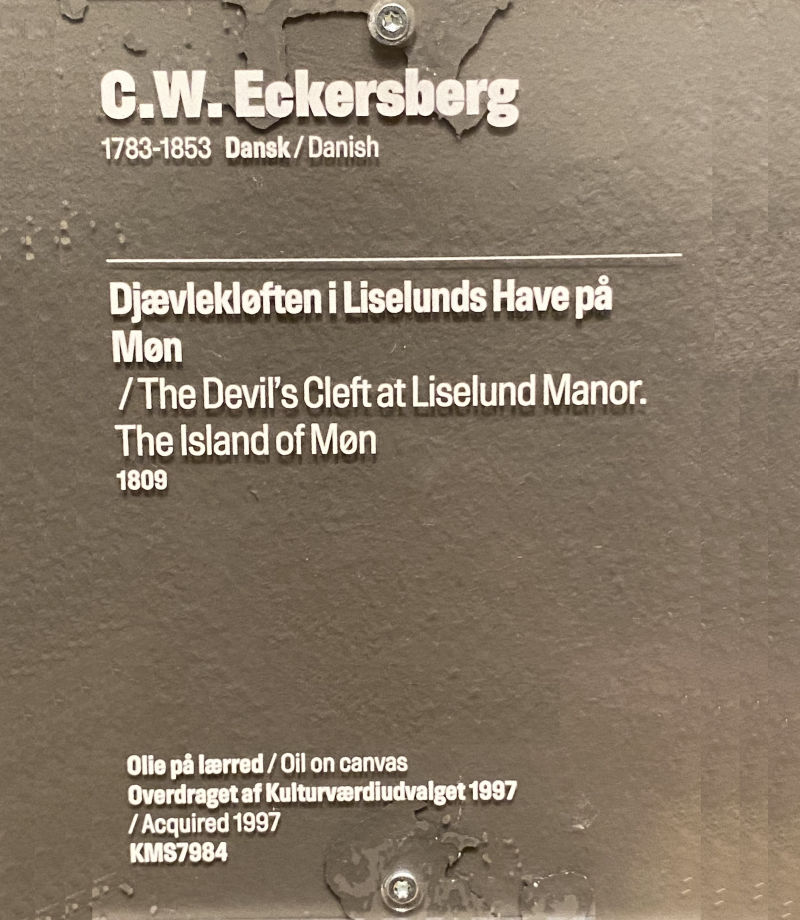 C.W. Eckersberg
1783-1853 Dansk / Danish
Djævlekløften i Liselunds Have på
Møn
/ The Devil's Cleft at Liselund Manor.
The Island of Møn
1809
Olie på lærred / Oil on canvas
Overdraget af Kulturværdiudvalget 1997
/ Acquired 1997
KMS7984